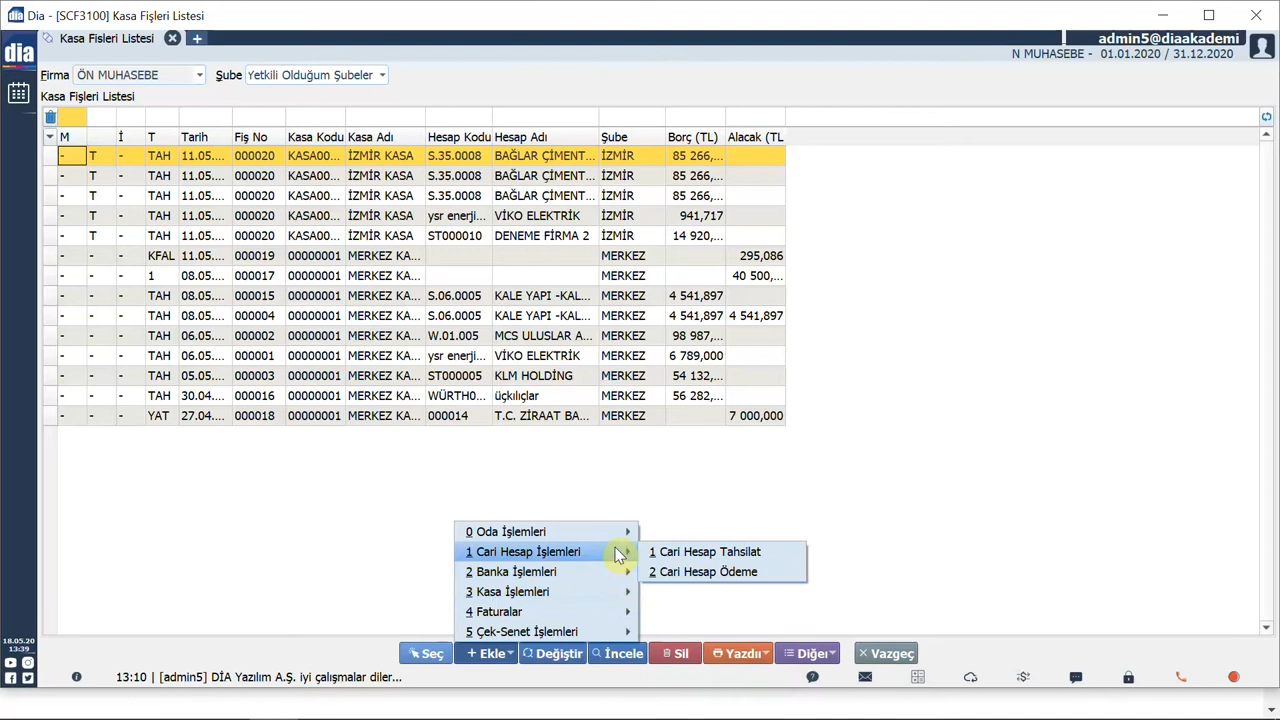 Dia - [SCF3100] Kasa Fişleri Listesi
dia
Kasa Fisleri Listesi
admin5@diaakademi
N MUHASEBE - 01.01.2020 / 31.12.2020
Firma ÖN MUHASEBE Şube Yetkili Olduğum Şubeler
Kasa Fişleri Listesi
M İ T Tarih Fiş No Kasa Kodu Kasa Adı Hesap Kodu Hesap Adı Şube Borç (TL) Alacak (TL
- T - TAH 11.05.... 000020 KASA00... İZMİR KASA S.35.0008 BAĞLAR ÇİMENT... İZMİR 85 266,...
- T - TAH 11.05.... 000020 KASA00... İZMİR KASA S.35.0008 BAĞLAR ÇİMENT... İZMİR 85 266,...
- T - TAH 11.05.... 000020 KASA00... İZMİR KASA S.35.0008 BAĞLAR ÇİMENT... İZMİR 85 266,...
- T - TAH 11.05.... 000020 KASA00... İZMİR KASA ysr enerji... VİKO ELEKTRİK İZMİR 941,717
- T - TAH 11.05.... 000020 KASA00... İZMİR KASA ST000010 DENEME FİRMA 2 İZMİR 14 920,...
- - - KFAL 11.05.... 000019 00000001 MERKEZ KA... MERKEZ 295,086
- - - 1 08.05.... 000017 00000001 MERKEZ KA... MERKEZ 40 500,...
- - - TAH 08.05.... 000015 00000001 MERKEZ KA... S.06.0005 KALE YAPI -KAL... MERKEZ 4 541,897
- - - TAH 08.05.... 000004 00000001 MERKEZ KA... S.06.0005 KALE YAPI -KAL... MERKEZ 4 541,897 4 541,897
- - - TAH 06.05.... 000002 00000001 MERKEZ KA... W.01.005 MCS ULUSLAR A... MERKEZ 98 987,...
- - - TAH 06.05.... 000001 00000001 MERKEZ KA... ysr enerji... VİKO ELEKTRİK MERKEZ 6 789,000
- - - TAH 05.05.... 000003 00000001 MERKEZ KA... ST000005 KLM HOLDİNG MERKEZ 54 132,...
- - - TAH 30.04.... 000016 00000001 MERKEZ KA... WÜRTH0... üçkılıçlar MERKEZ 56 282,...
- - - YAT 27.04.... 000018 00000001 MERKEZ KA... 000014 T.C. ZİRAAT BA... MERKEZ 7 000,000
0 Oda İşlemleri
1 Cari Hesap İşlemleri
1 Cari Hesap Tahsilat
2 Banka İşlemleri
2 Cari Hesap Ödeme
3 Kasa İşlemleri
4 Faturalar
5 Çek-Senet İşlemleri
Seç + Ekle Değiştir İncele Sil Yazdı Diğe Vazgeç
18.05.20
13:39
13:10 | [admin5] DİA Yazılım A.Ş. iyi çalışmalar diler...